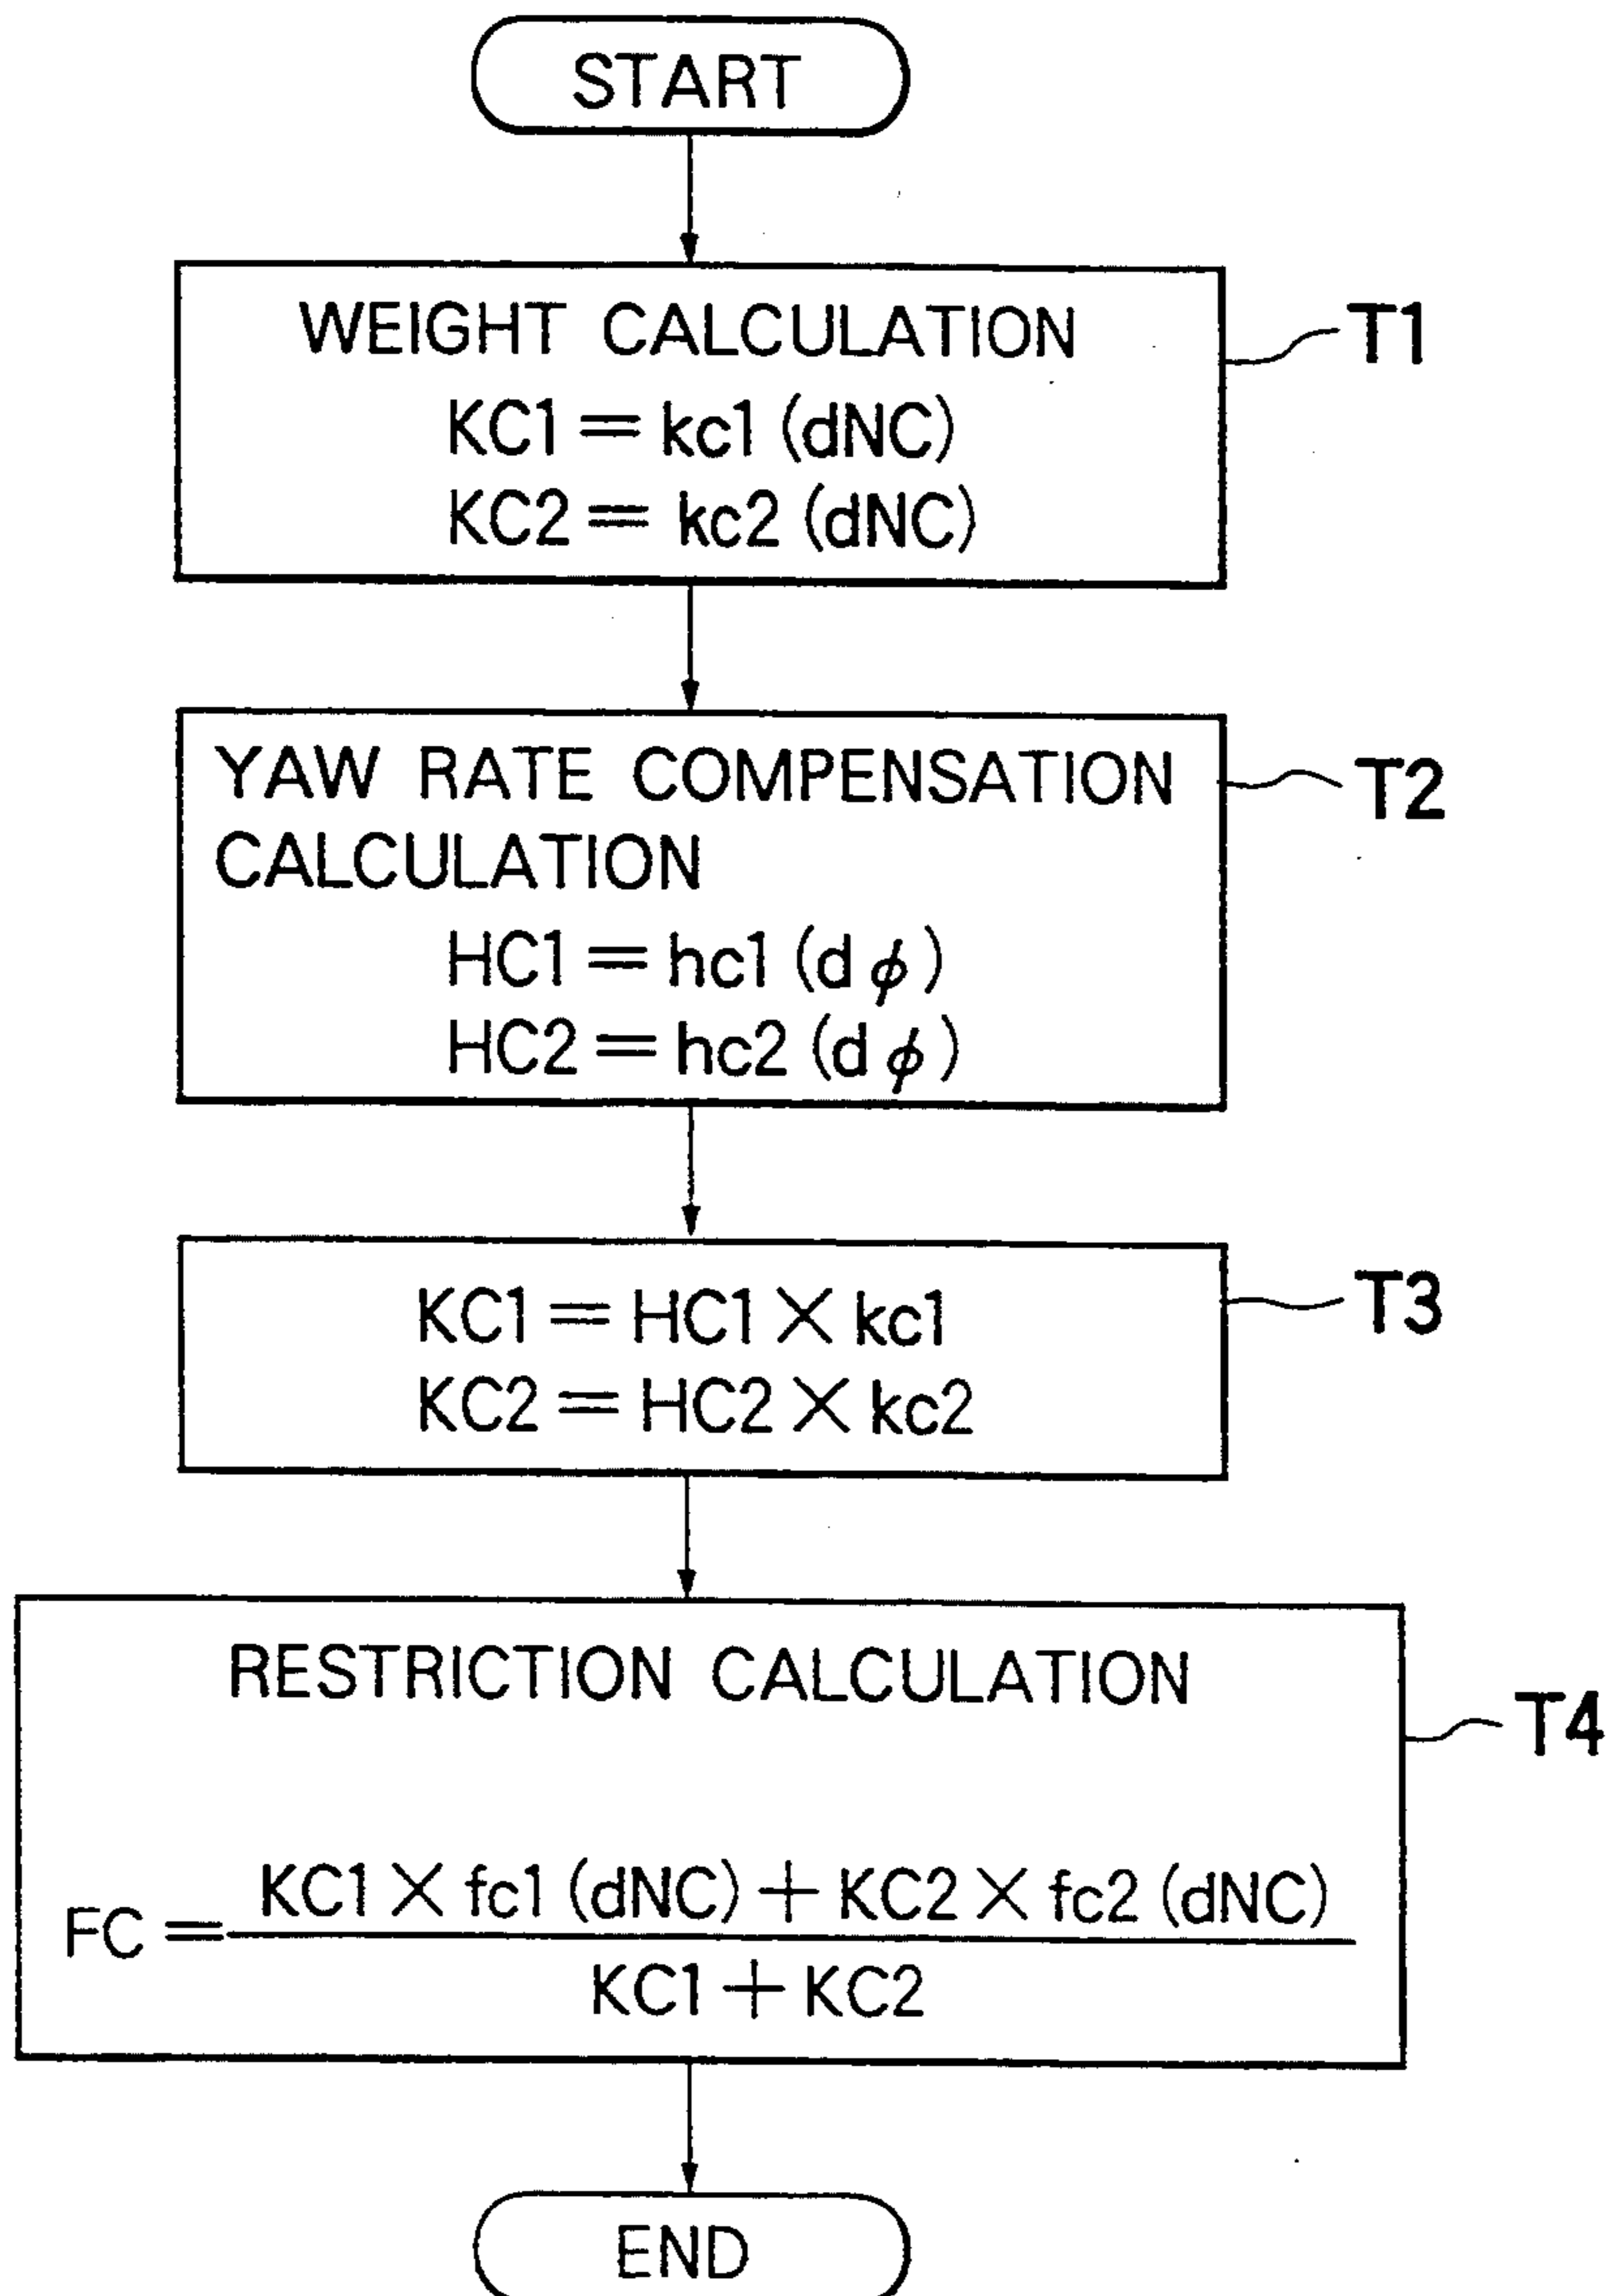 START
WEIGHT CALCULATION
T1
KC1 = kc1 (dNC)
KC2 = kc2 (dNC)
YAW RATE COMPENSATION
T2
CALCULATION
HC1 = hc1 (dϕ)
HC2 = hc2 (dϕ)
KC1 = HC1 × kc1
T3
KC2 = HC2 × kc2
RESTRICTION CALCULATION
T4
KC1 × fc1 (dNC) + KC2 × fc2 (dNC)
FC =
KC1 + KC2
END